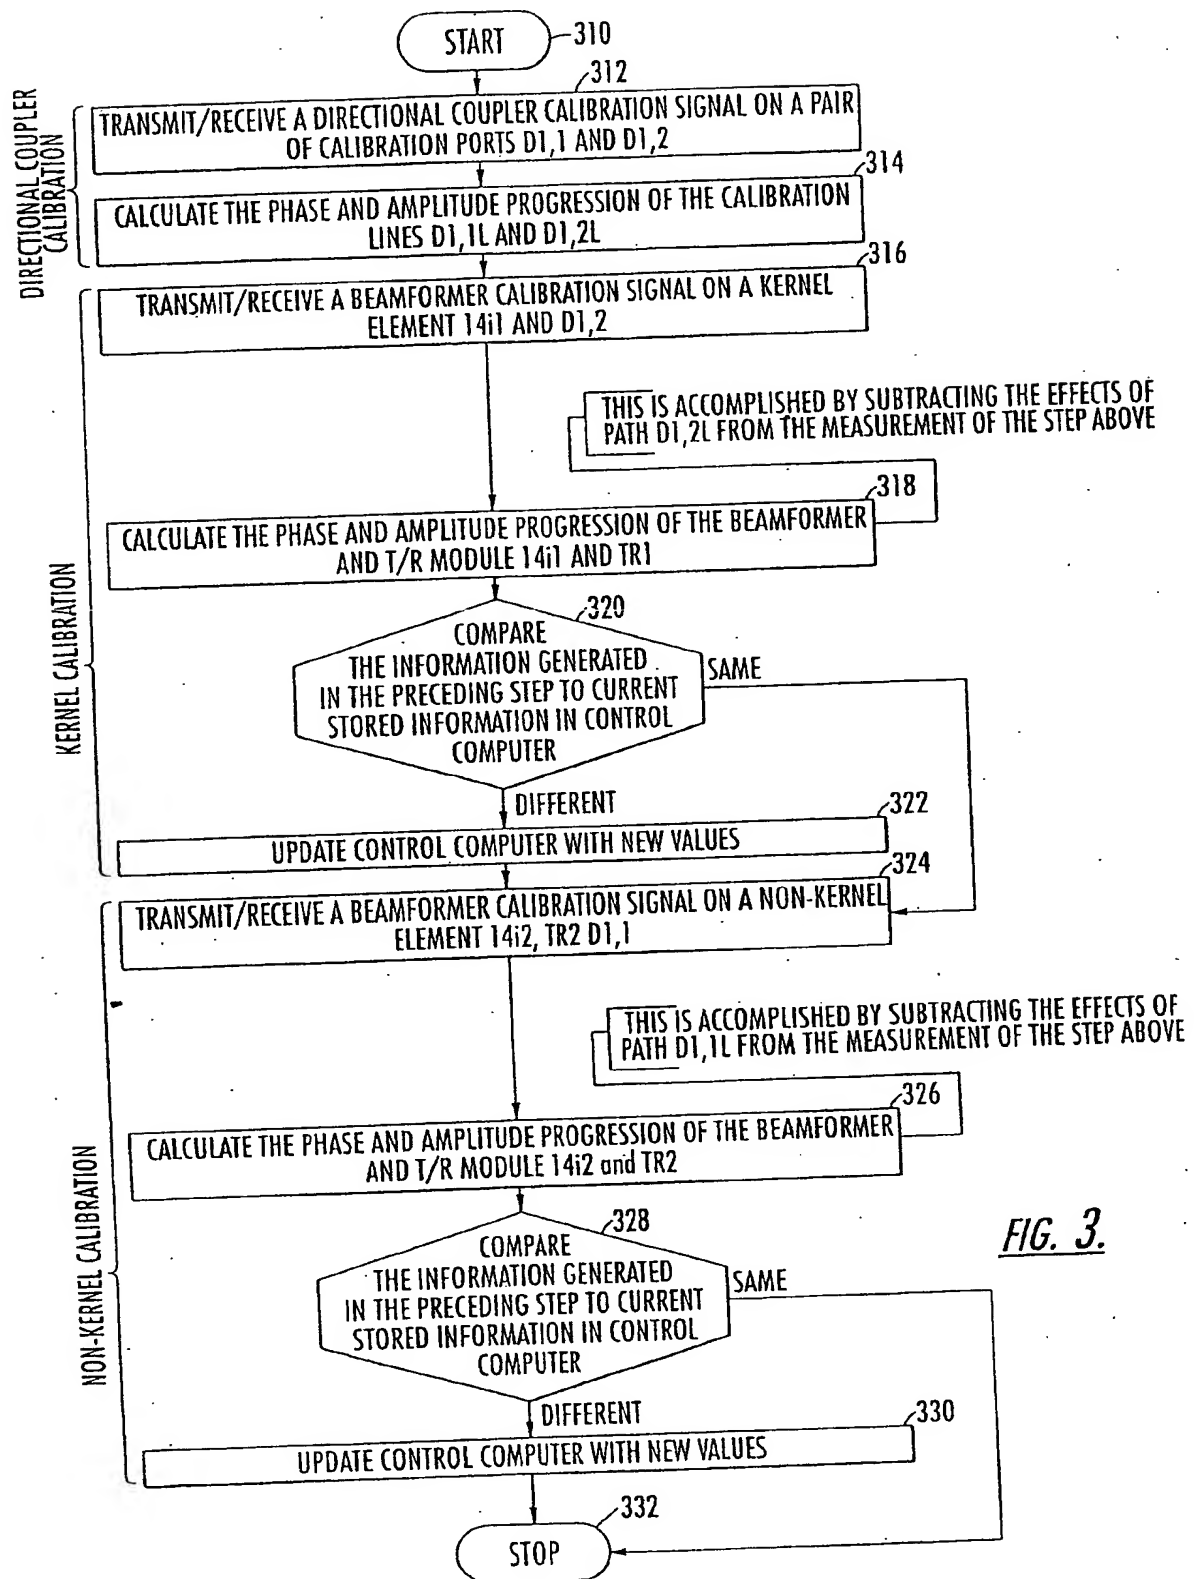 START
310
312
DIRECTIONAL COUPLER
CALIBRATION
TRANSMIT/RECEIVE A DIRECTIONAL COUPLER CALIBRATION SIGNAL ON A PAIR
OF CALIBRATION PORTS D1,1 AND D1,2
314
CALCULATE THE PHASE AND AMPLITUDE PROGRESSION OF THE CALIBRATION
LINES D1,1L AND D1,2L
316
KERNEL CALIBRATION
TRANSMIT/RECEIVE A BEAMFORMER CALIBRATION SIGNAL ON A KERNEL
ELEMENT 14i1 AND D1,2
THIS IS ACCOMPLISHED BY SUBTRACTING THE EFFECTS OF
PATH D1,2L FROM THE MEASUREMENT OF THE STEP ABOVE
318
CALCULATE THE PHASE AND AMPLITUDE PROGRESSION OF THE BEAMFORMER
AND T/R MODULE 14i1 AND TR1
320
COMPARE
THE INFORMATION GENERATED
IN THE PRECEDING STEP TO CURRENT
STORED INFORMATION IN CONTROL
COMPUTER
SAME
DIFFERENT
322
UPDATE CONTROL COMPUTER WITH NEW VALUES
324
NON-KERNEL CALIBRATION
TRANSMIT/RECEIVE A BEAMFORMER CALIBRATION SIGNAL ON A NON-KERNEL
ELEMENT 14i2, TR2 D1,1
THIS IS ACCOMPLISHED BY SUBTRACTING THE EFFECTS OF
PATH D1,1L FROM THE MEASUREMENT OF THE STEP ABOVE
326
CALCULATE THE PHASE AND AMPLITUDE PROGRESSION OF THE BEAMFORMER
AND T/R MODULE 14i2 and TR2
328
COMPARE
THE INFORMATION GENERATED
IN THE PRECEDING STEP TO CURRENT
STORED INFORMATION IN CONTROL
COMPUTER
SAME
FIG. 3.
DIFFERENT
330
UPDATE CONTROL COMPUTER WITH NEW VALUES
332
STOP